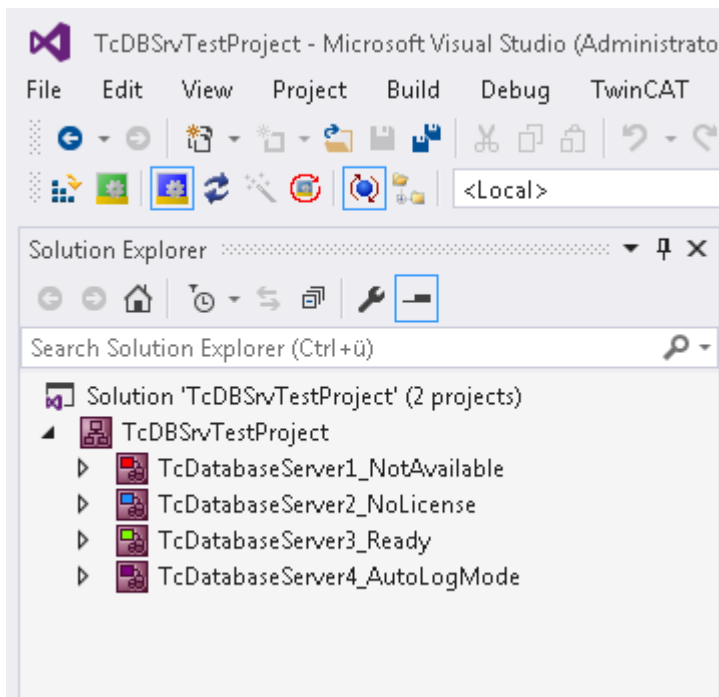 TcDBSrvTestProject - Microsoft Visual Studio (Administrato
File Edit View Project Build Debug TwinCAT
<Local>
Solution Explorer
Search Solution Explorer (Ctrl+ü)
Solution 'TcDBSrvTestProject' (2 projects)
TcDBSrvTestProject
TcDatabaseServer1_NotAvailable
TcDatabaseServer2_NoLicense
TcDatabaseServer3_Ready
TcDatabaseServer4_AutoLogMode